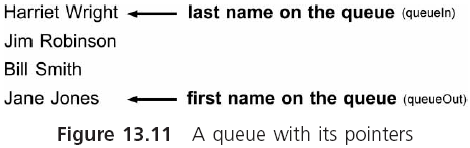 Harriet Wright last name on the queue (queueIn)
Jim Robinson
Bill Smith
Jane Jones first name on the queue (queueOut)
Figure 13.11 A queue with its pointers